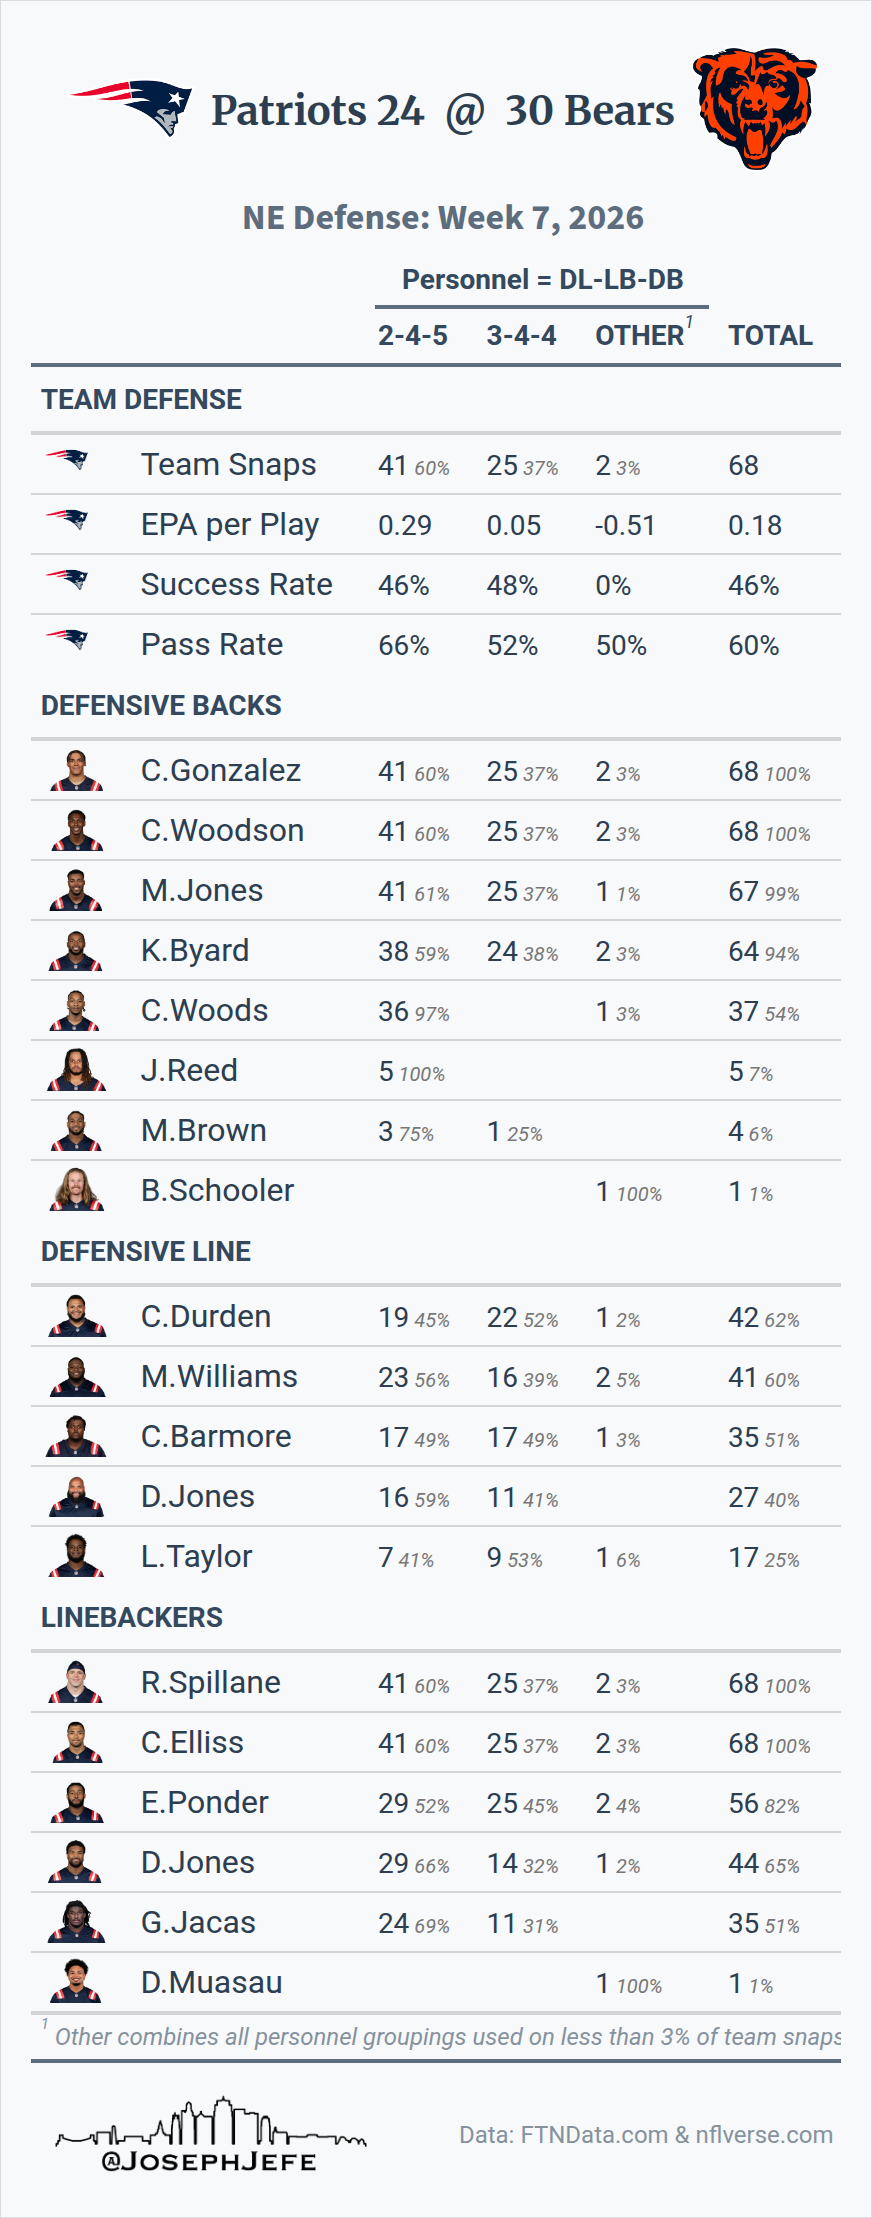 Patriots 24 @ 30 Bears
NE Defense: Week 7, 2026
Personnel = DL-LB-DB
2-4-5 3-4-4 OTHER1 TOTAL
TEAM DEFENSE
Team Snaps 41 60% 25 37% 2 3% 68
EPA per Play 0.29 0.05 -0.51 0.18
Success Rate 46% 48% 0% 46%
Pass Rate 66% 52% 50% 60%
DEFENSIVE BACKS
C.Gonzalez 41 60% 25 37% 2 3% 68 100%
C.Woodson 41 60% 25 37% 2 3% 68 100%
M.Jones 41 61% 25 37% 1 1% 67 99%
K.Byard 38 59% 24 38% 2 3% 64 94%
C.Woods 36 97% 1 3% 37 54%
J.Reed 5 100% 5 7%
M.Brown 3 75% 1 25% 4 6%
B.Schooler 1 100% 1 1%
DEFENSIVE LINE
C.Durden 19 45% 22 52% 1 2% 42 62%
M.Williams 23 56% 16 39% 2 5% 41 60%
C.Barmore 17 49% 17 49% 1 3% 35 51%
D.Jones 16 59% 11 41% 27 40%
L.Taylor 7 41% 9 53% 1 6% 17 25%
LINEBACKERS
R.Spillane 41 60% 25 37% 2 3% 68 100%
C.Elliss 41 60% 25 37% 2 3% 68 100%
E.Ponder 29 52% 25 45% 2 4% 56 82%
D.Jones 29 66% 14 32% 1 2% 44 65%
G.Jacas 24 69% 11 31% 35 51%
D.Muasau 1 100% 1 1%
1 Other combines all personnel groupings used on less than 3% of team snaps
@JOSEPHJEFE
Data: FTNData.com & nflverse.com